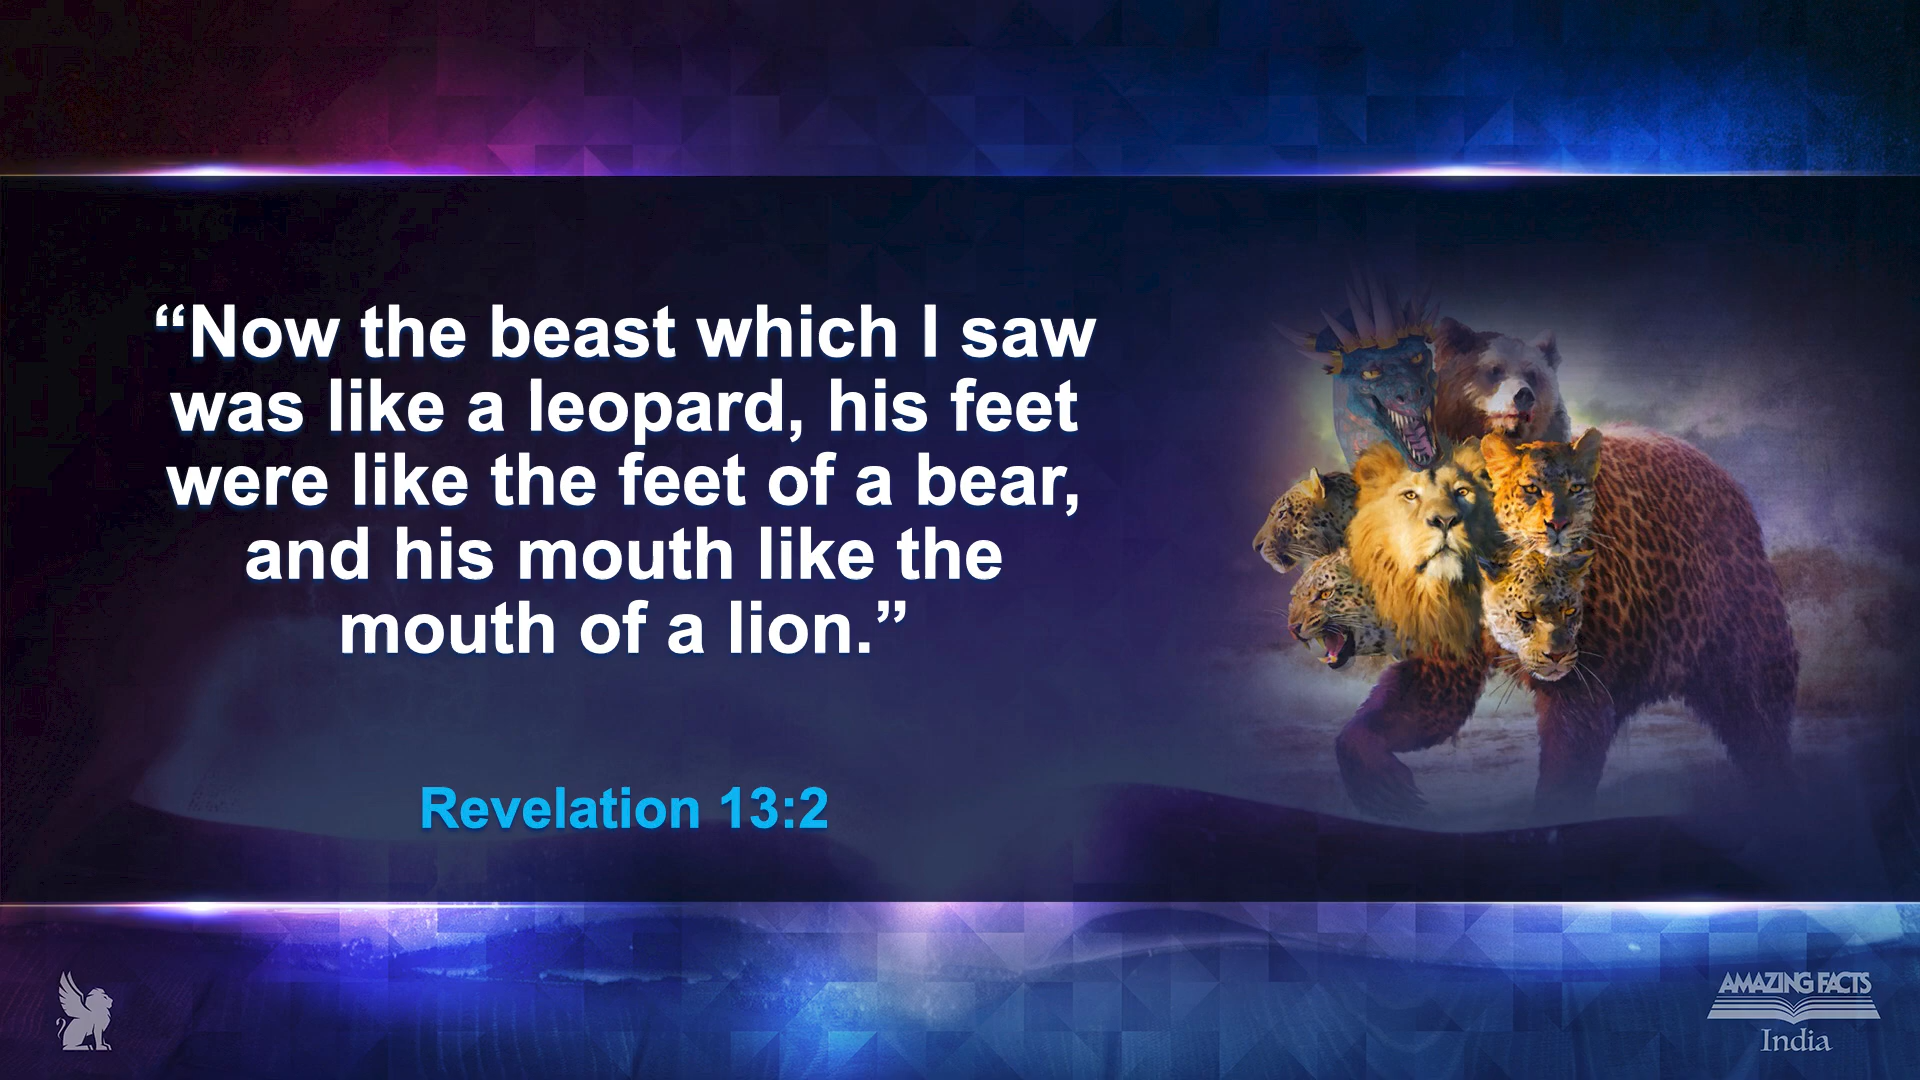 “Now the beast which I saw
was like a leopard, his feet
were like the feet of a bear,
and his mouth like the
mouth of a lion.”
Revelation 13:2
AMAZING FACTS
India